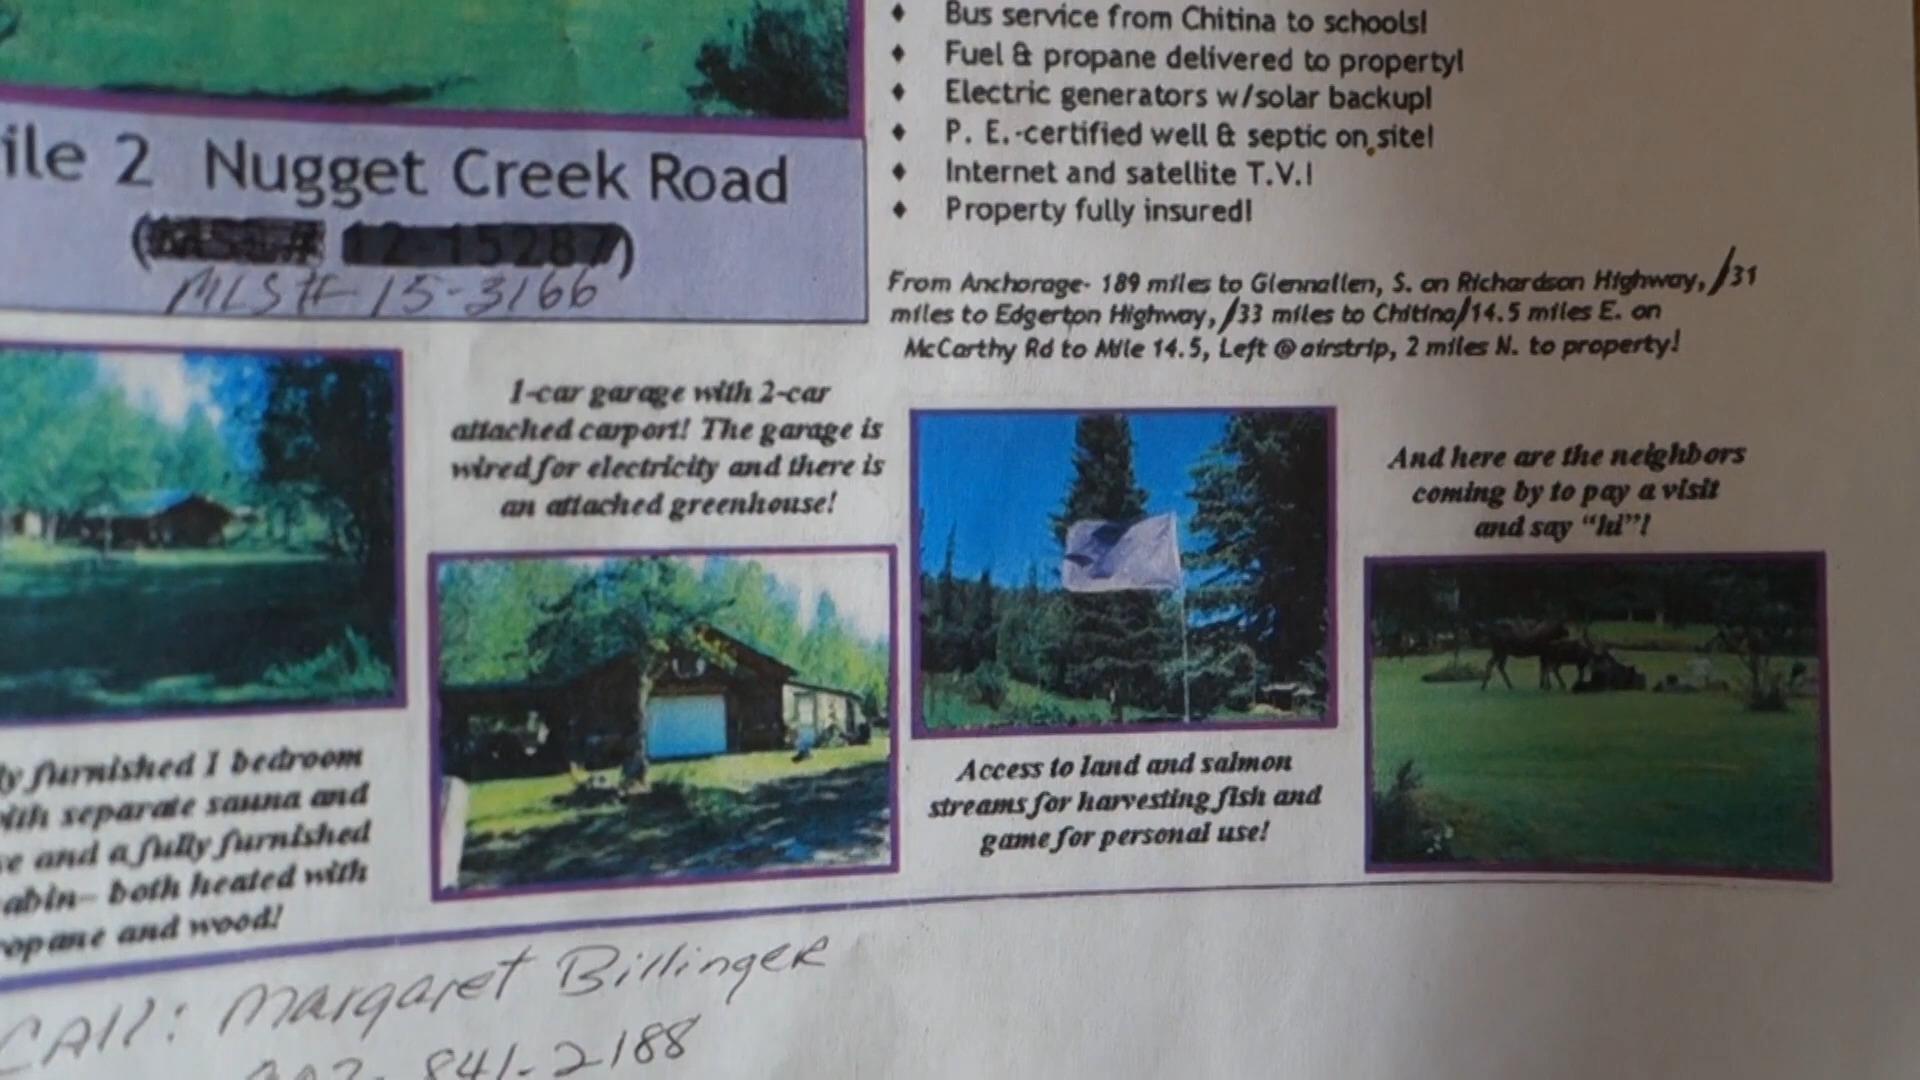 Bus service from Chitina to schools!
Fuel & propane delivered to property!
Electric generators w/solar backup!
P. E.-certified well & septic on site!
Internet and satellite T.V.!
Property fully insured!
ile 2 Nugget Creek Road
(12-15287)
MLS# 15-3166
From Anchorage- 189 miles to Glennallen, S. on Richardson Highway, /31
miles to Edgerton Highway, /33 miles to Chitina/14.5 miles E. on
McCarthy Rd to Mile 14.5, Left @ airstrip, 2 miles N. to property!
1-car garage with 2-car
attached carport! The garage is
wired for electricity and there is
an attached greenhouse!
And here are the neighbors
coming by to pay a visit
and say “hi”!
ly furnished 1 bedroom
ith separate sauna and
e and a fully furnished
abin- both heated with
opane and wood!
Access to land and salmon
streams for harvesting fish and
game for personal use!
CAll: Margaret Billinger
841-2188